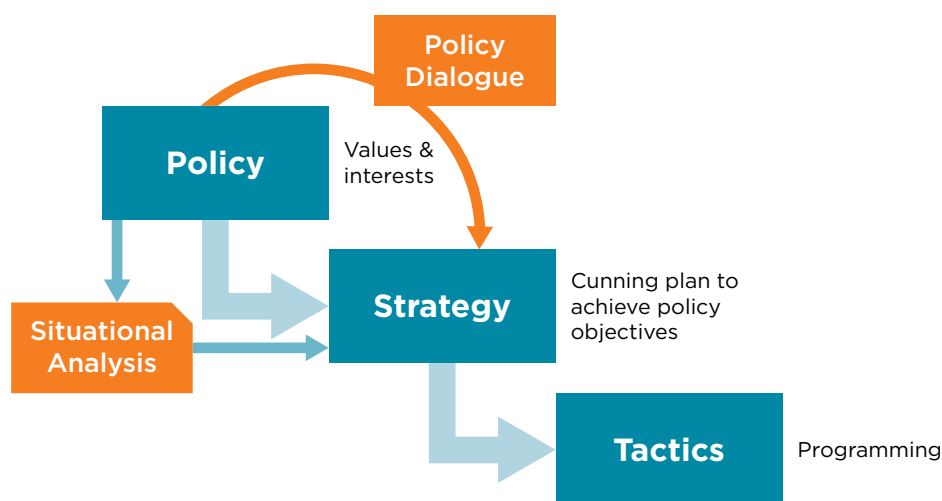 Policy
Dialogue
Policy
Values &
interests
Strategy
Cunning plan to
achieve policy
objectives
Situational
Analysis
Tactics
Programming